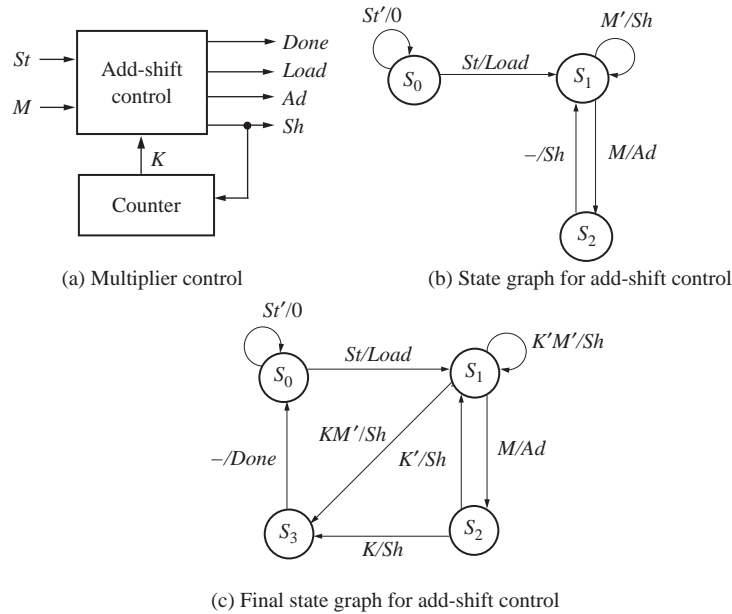 St
M
Add-shift
control
Done
Load
Ad
Sh
K
Counter
(a) Multiplier control
St′/0
S0
St/Load
S1
M′/Sh
–/Sh
M/Ad
S2
(b) State graph for add-shift control
St′/0
S0
St/Load
S1
K′M′/Sh
KM′/Sh
K′/Sh
M/Ad
–/Done
S3
K/Sh
S2
(c) Final state graph for add-shift control